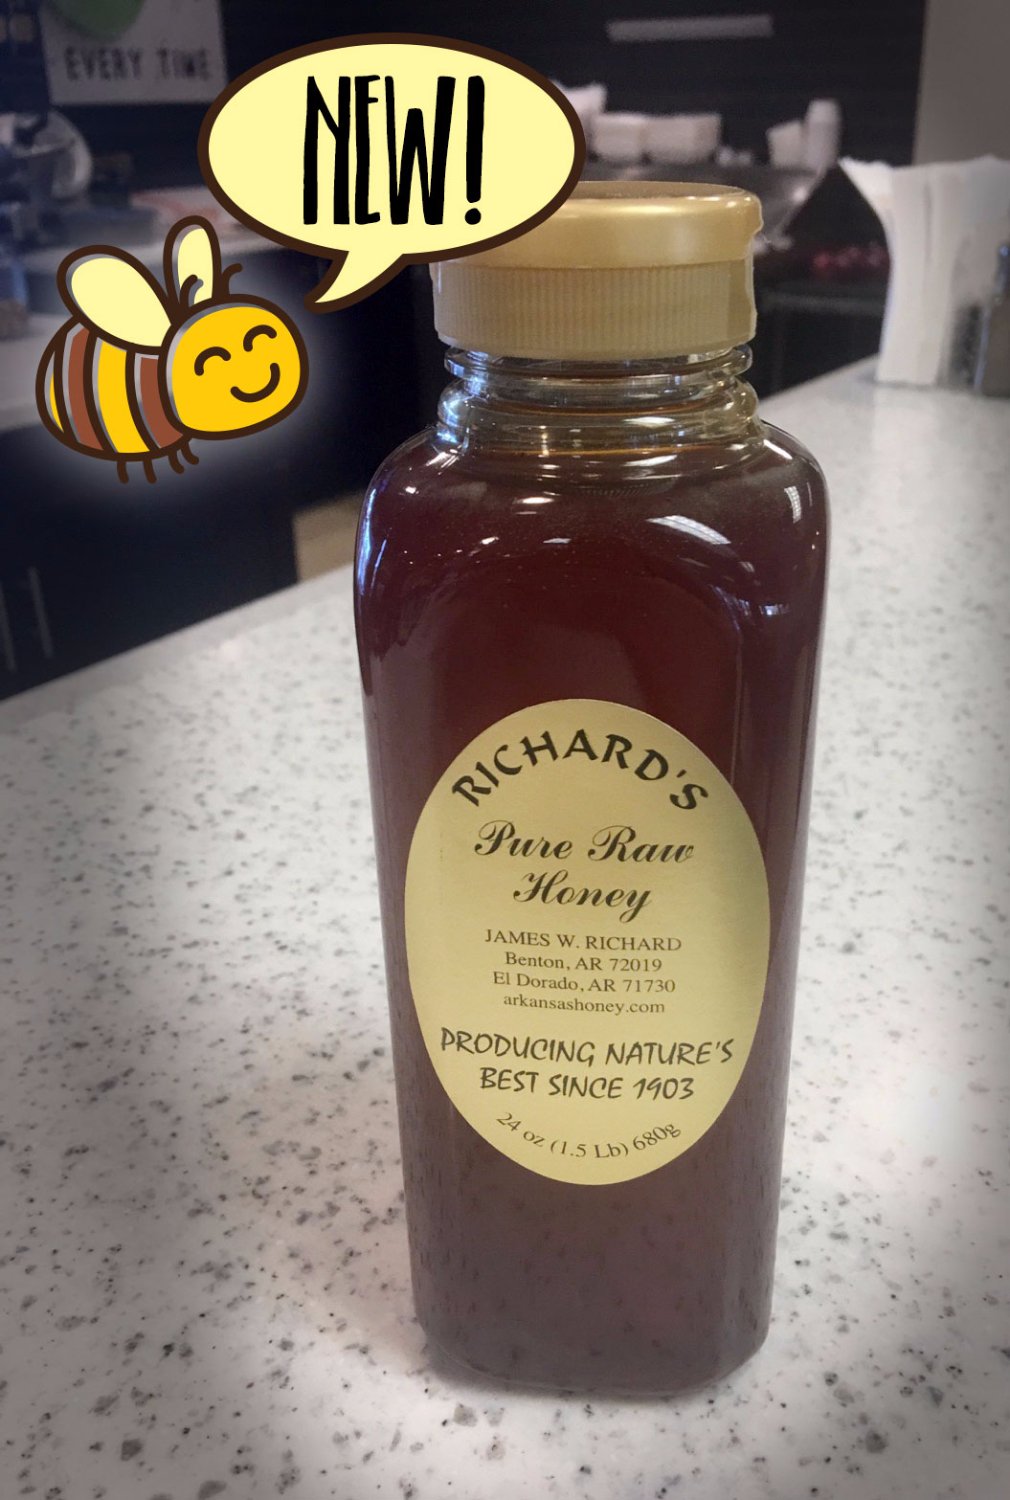 EVERY TIME
NEW!
RICHARD'S
Pure Raw
Honey
JAMES W. RICHARD
Benton, AR 72019
El Dorado, AR 71730
arkansashoney.com
PRODUCING NATURE'S
BEST SINCE 1903
24 oz (1.5 Lb) 680g